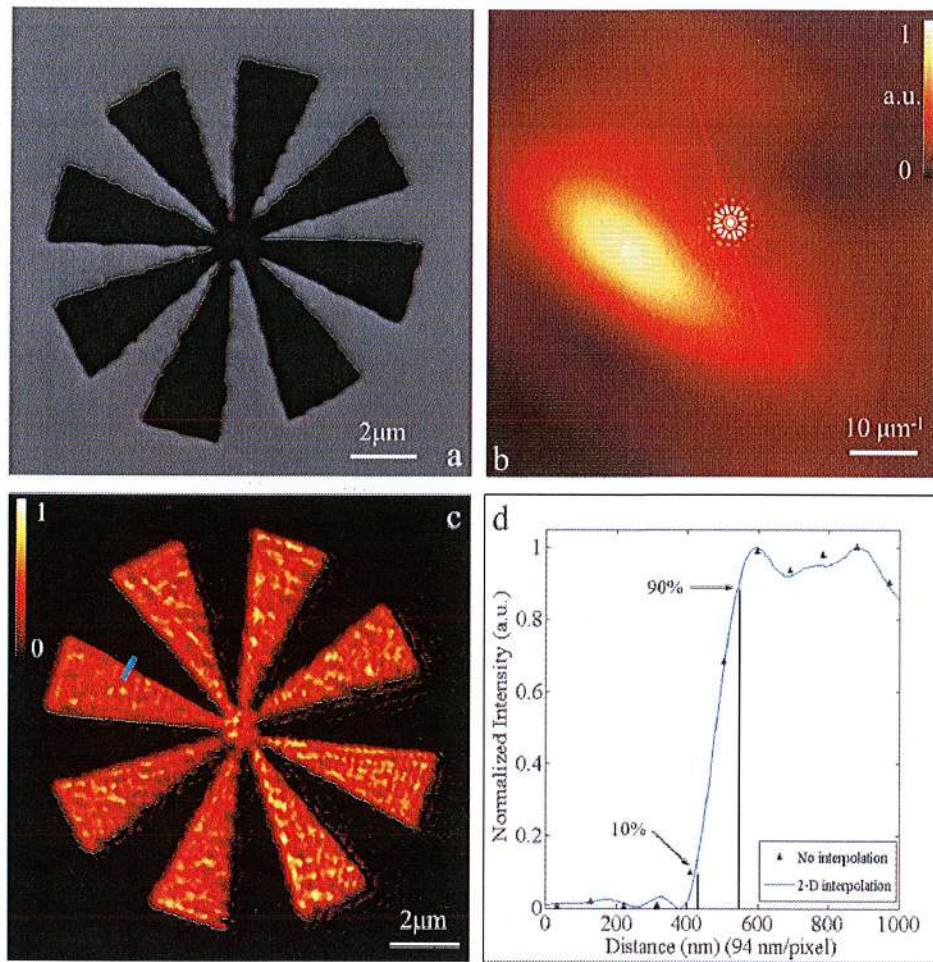 2μm
a
1
a.u.
0
b
10 μm-1
1
0
c
2μm
d
Normalized Intensity (a.u.)
1
0.8
0.6
0.4
0.2
0
90%
10%
No interpolation
2-D interpolation
0
200
400
600
800
1000
Distance (nm) (94 nm/pixel)